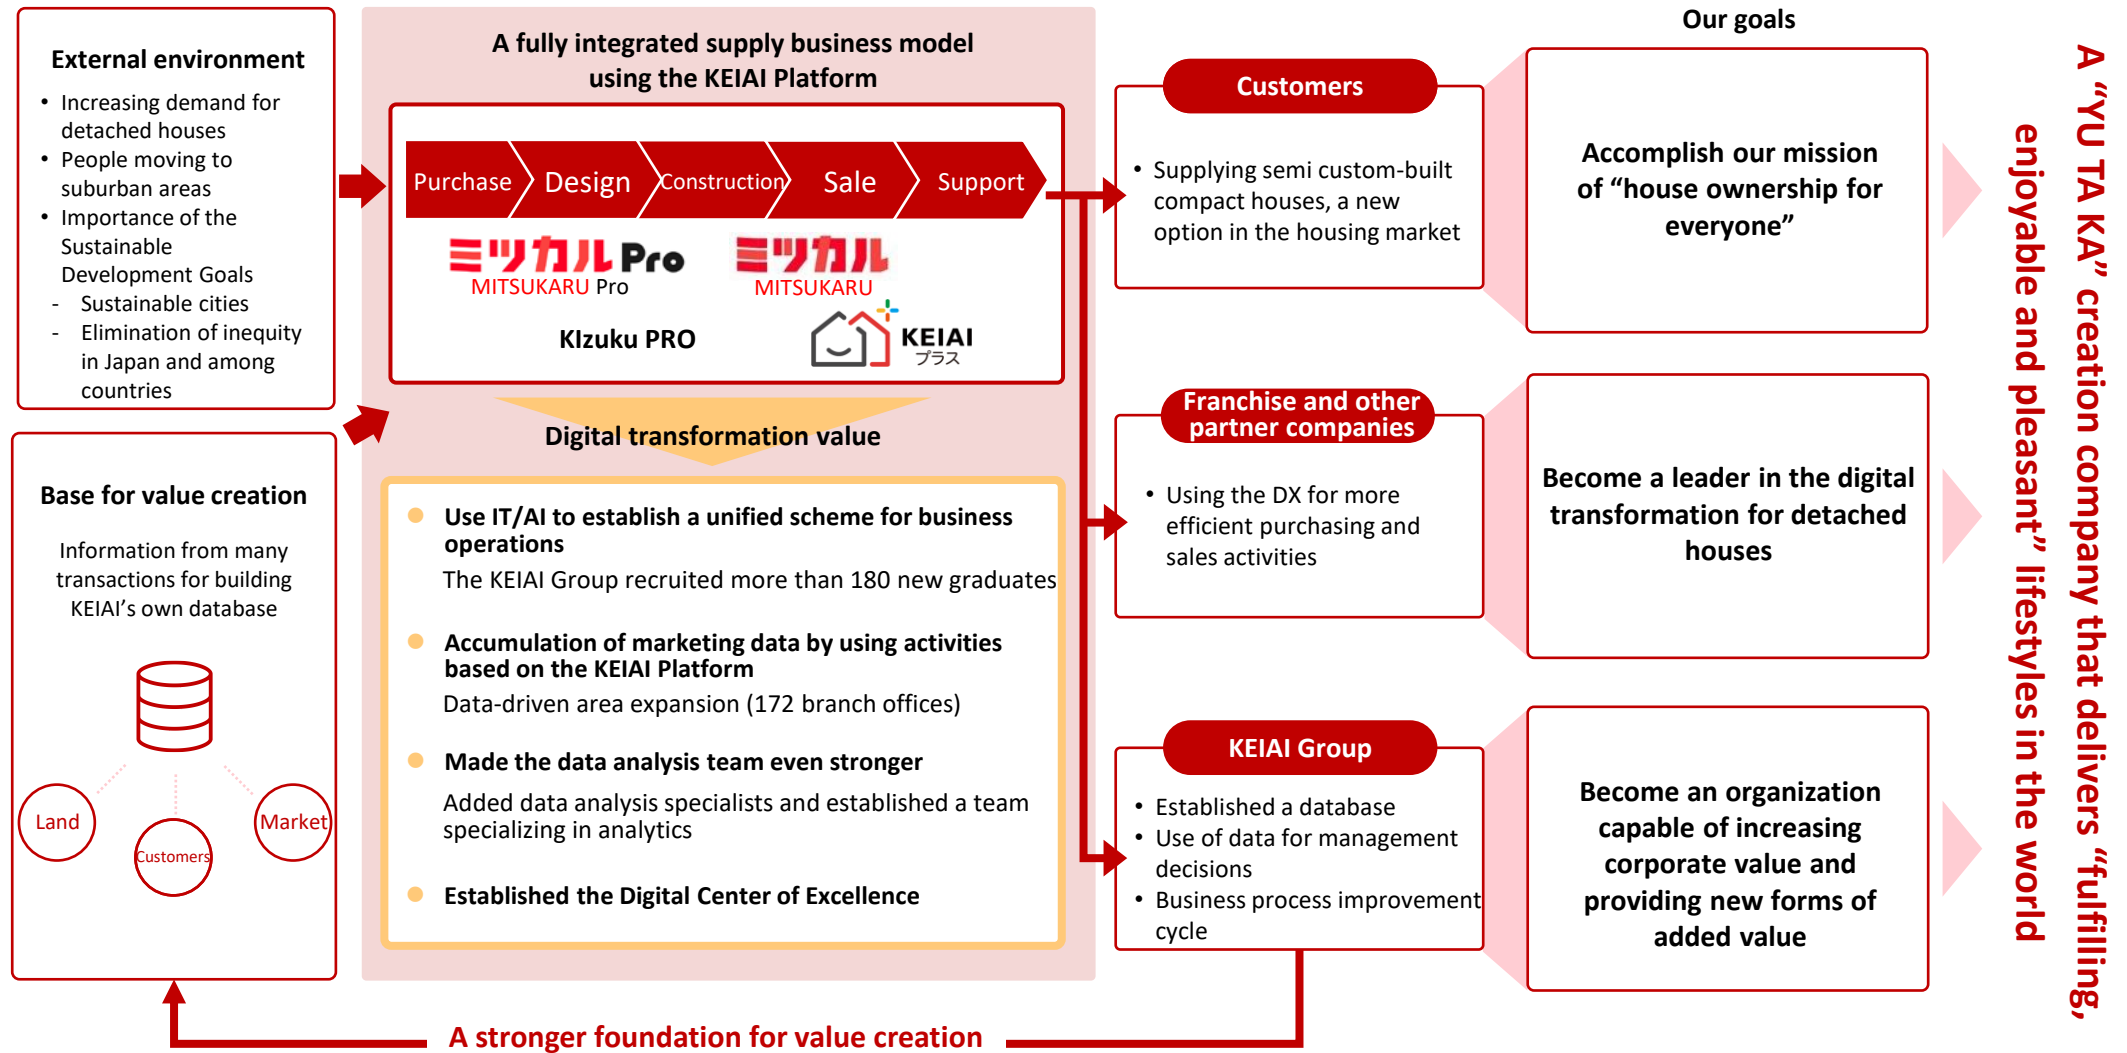 External environment
• Increasing demand for
detached houses
• People moving to
suburban areas
• Importance of the
Sustainable
Development Goals
- Sustainable cities
- Elimination of inequity
in Japan and among
countries
Base for value creation
Information from many
transactions for building
KEIAI’s own database
Land
Customers
Market
A fully integrated supply business model
using the KEIAI Platform
Purchase
Design
Construction
Sale
Support
ミツカル Pro
MITSUKARU Pro
ミツカル
MITSUKARU
KIzuku PRO
KEIAI
プラス
Digital transformation value
Use IT/AI to establish a unified scheme for business
operations
The KEIAI Group recruited more than 180 new graduates
Accumulation of marketing data by using activities
based on the KEIAI Platform
Data-driven area expansion (172 branch offices)
Made the data analysis team even stronger
Added data analysis specialists and established a team
specializing in analytics
Established the Digital Center of Excellence
Customers
• Supplying semi custom-built
compact houses, a new
option in the housing market
Franchise and other
partner companies
• Using the DX for more
efficient purchasing and
sales activities
KEIAI Group
• Established a database
• Use of data for management
decisions
• Business process improvement
cycle
A stronger foundation for value creation
Our goals
Accomplish our mission
of “house ownership for
everyone”
Become a leader in the digital
transformation for detached
houses
Become an organization
capable of increasing
corporate value and
providing new forms of
added value
A “YU TA KA” creation company that delivers “fulfilling,
enjoyable and pleasant” lifestyles in the world